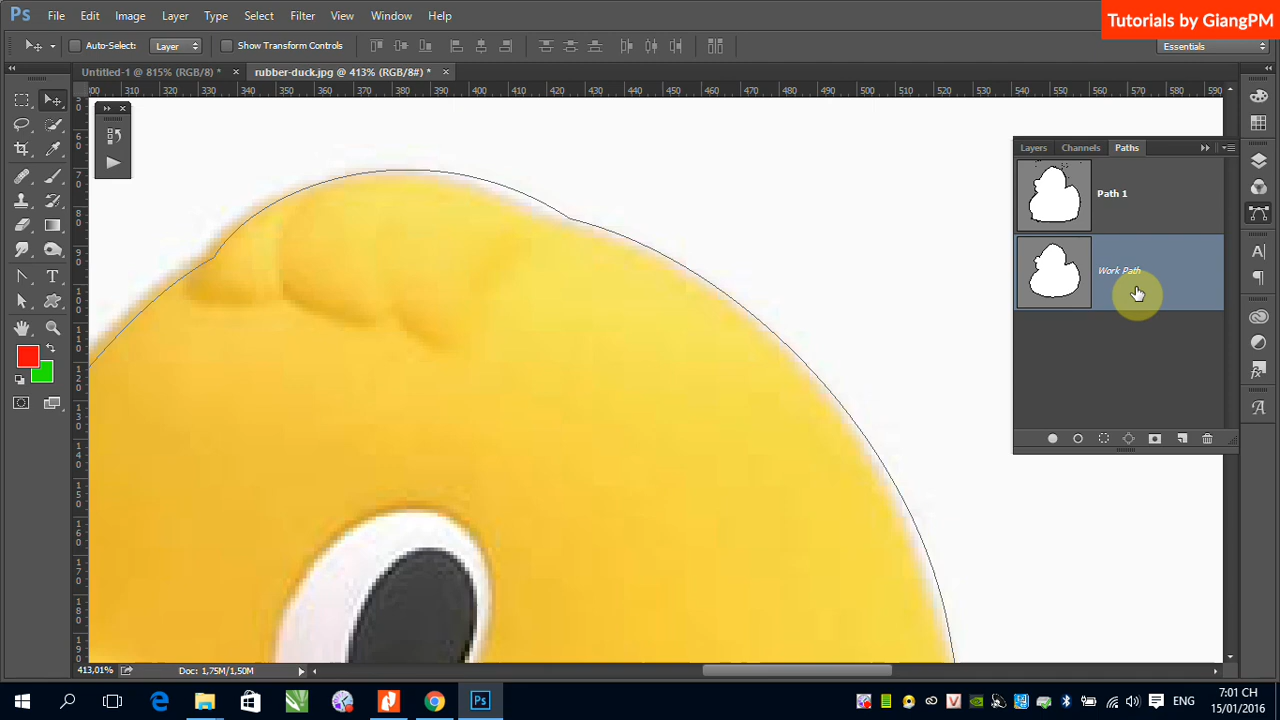 Ps File Edit Image Layer Type Select Filter View Window Help
Tutorials by GiangPM
Auto-Select: Layer Show Transform Controls
Essentials
Untitled-1 @ 815% (RGB/8) * × rubber-duck.jpg @ 413% (RGB/8#) * ×
300 310 320 330 340 350 360 370 380 390 400 410 420 430 440 450 460 470 480 490 500 510 520 530 540 550 560 570 580 590
Layers Channels Paths
Path 1
Work Path
413,01% Doc: 1,75M/1,50M
ENG
7:01 CH
15/01/2016